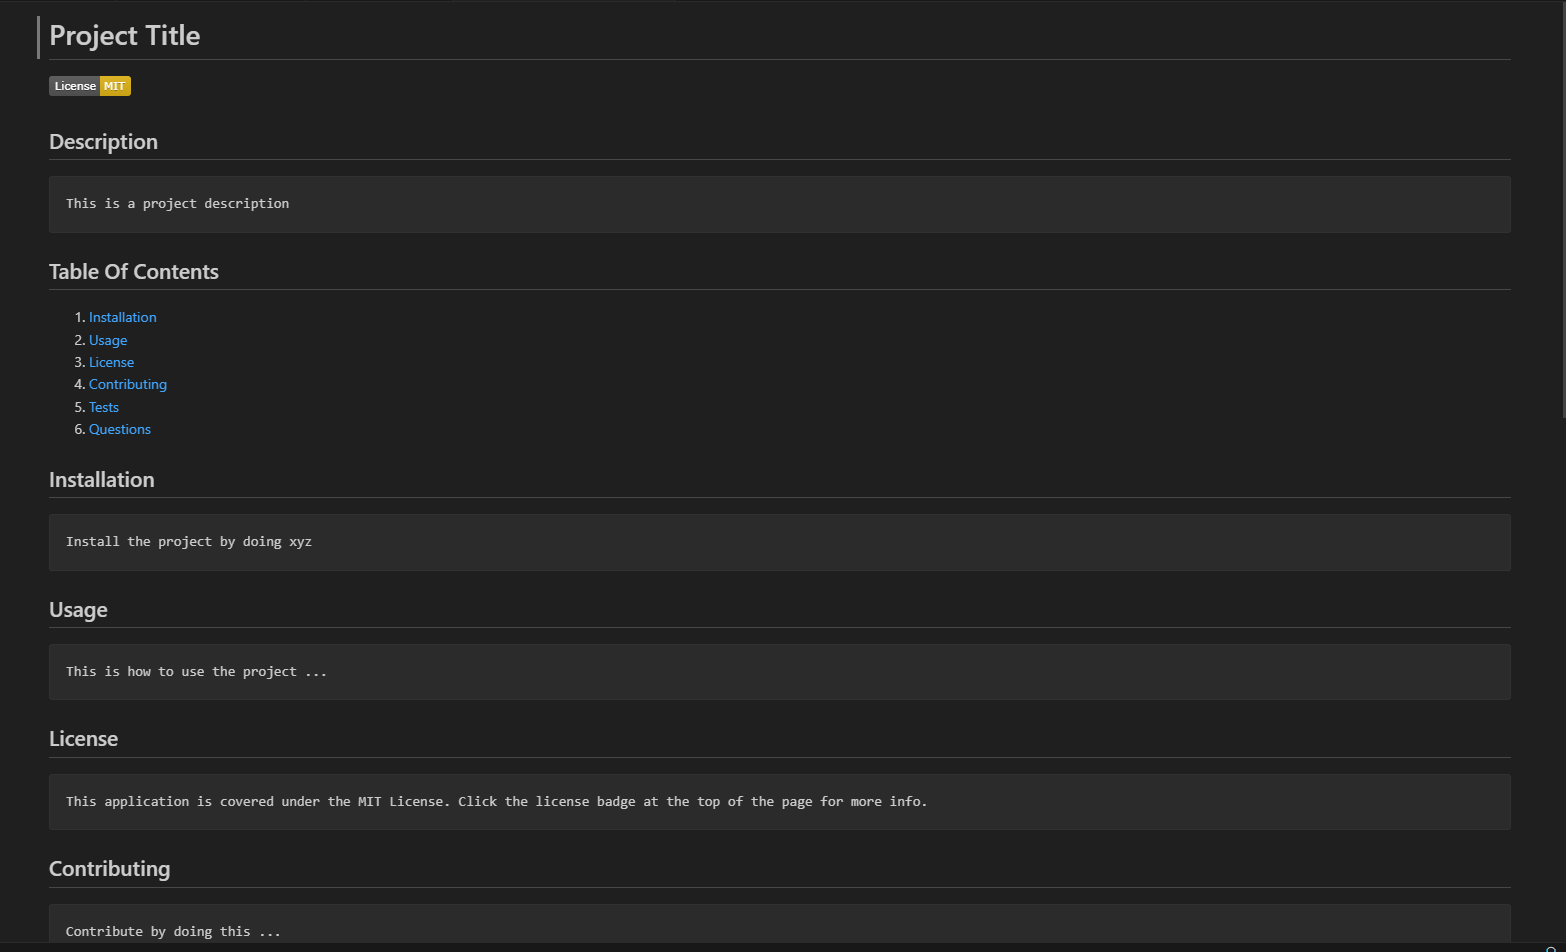 Project Title
License MIT
Description
This is a project description
Table Of Contents
1. Installation
2. Usage
3. License
4. Contributing
5. Tests
6. Questions
Installation
Install the project by doing xyz
Usage
This is how to use the project ...
License
This application is covered under the MIT License. Click the license badge at the top of the page for more info.
Contributing
Contribute by doing this ...